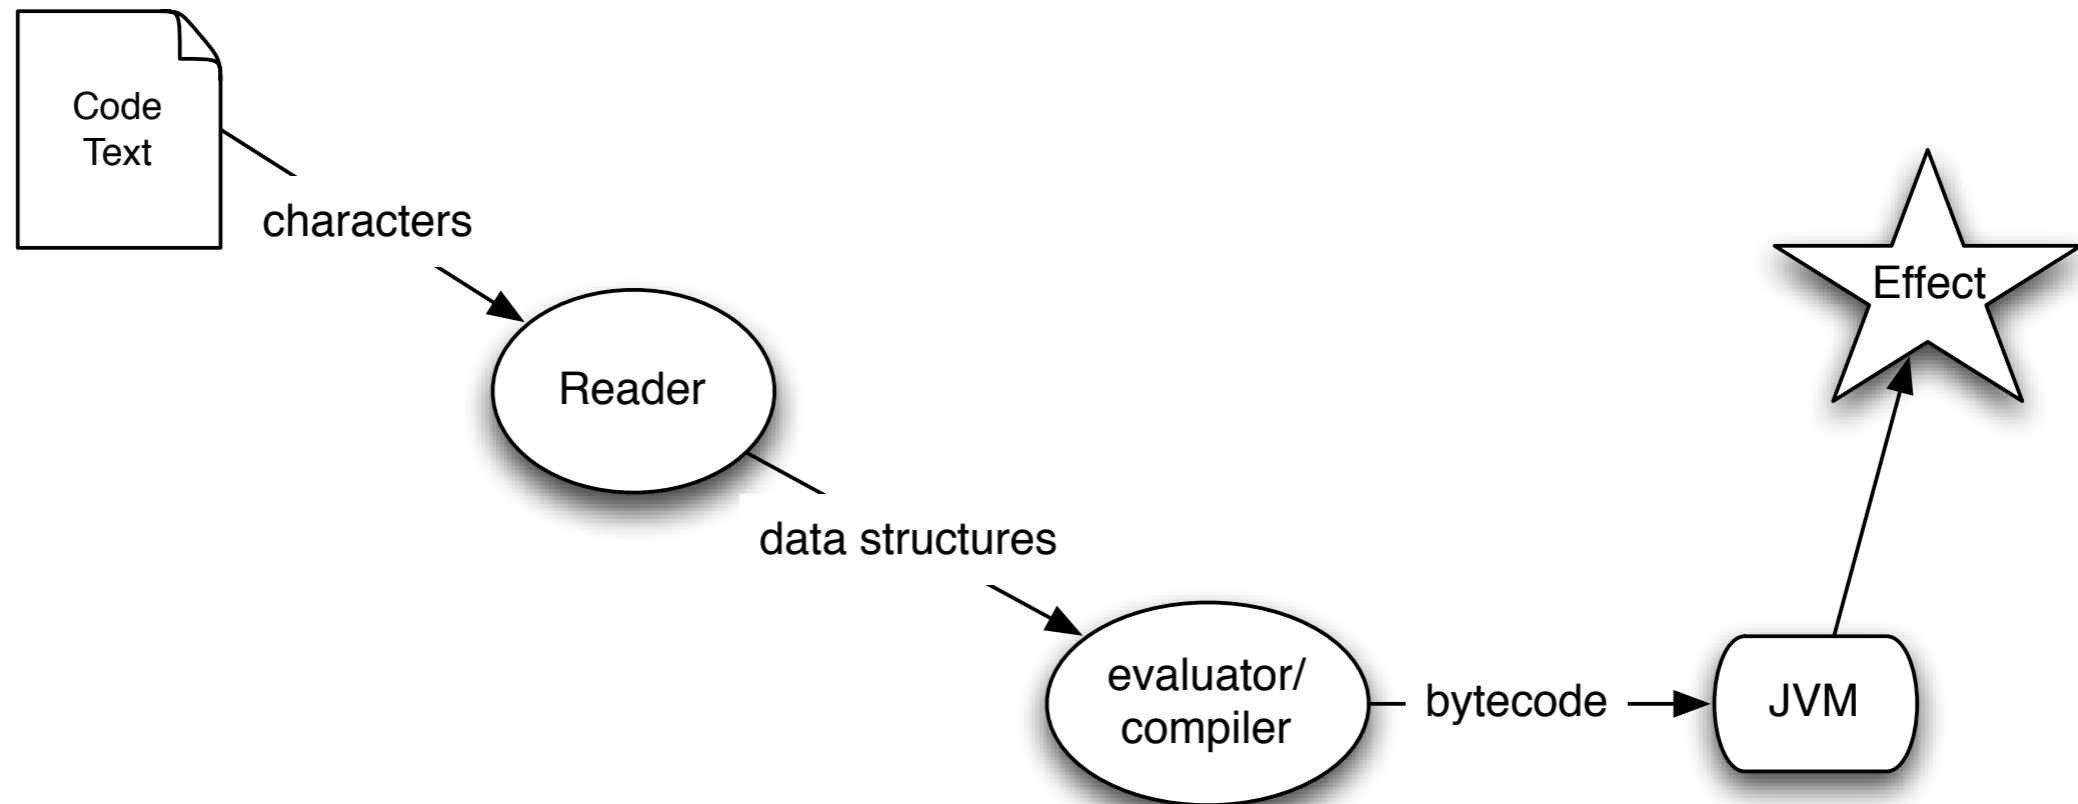 Code
Text
characters
Effect
Reader
data structures
evaluator/
compiler
bytecode
JVM